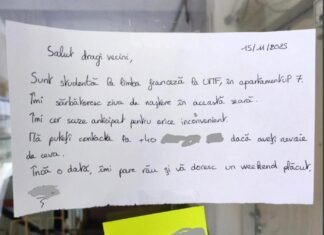 15/11/2025
Salut dragi vecini,
Sunt studentă la limba franceză la UVT, în apartamentul 7.
Îmi sărbătoresc ziua de naștere în această seară.
Îmi cer scuze anticipat pentru orice inconvenient.
Mă puteți contacta la +40 dacă aveți nevoie
de ceva.
Încă o dată, îmi pare rău și vă doresc un weekend plăcut,